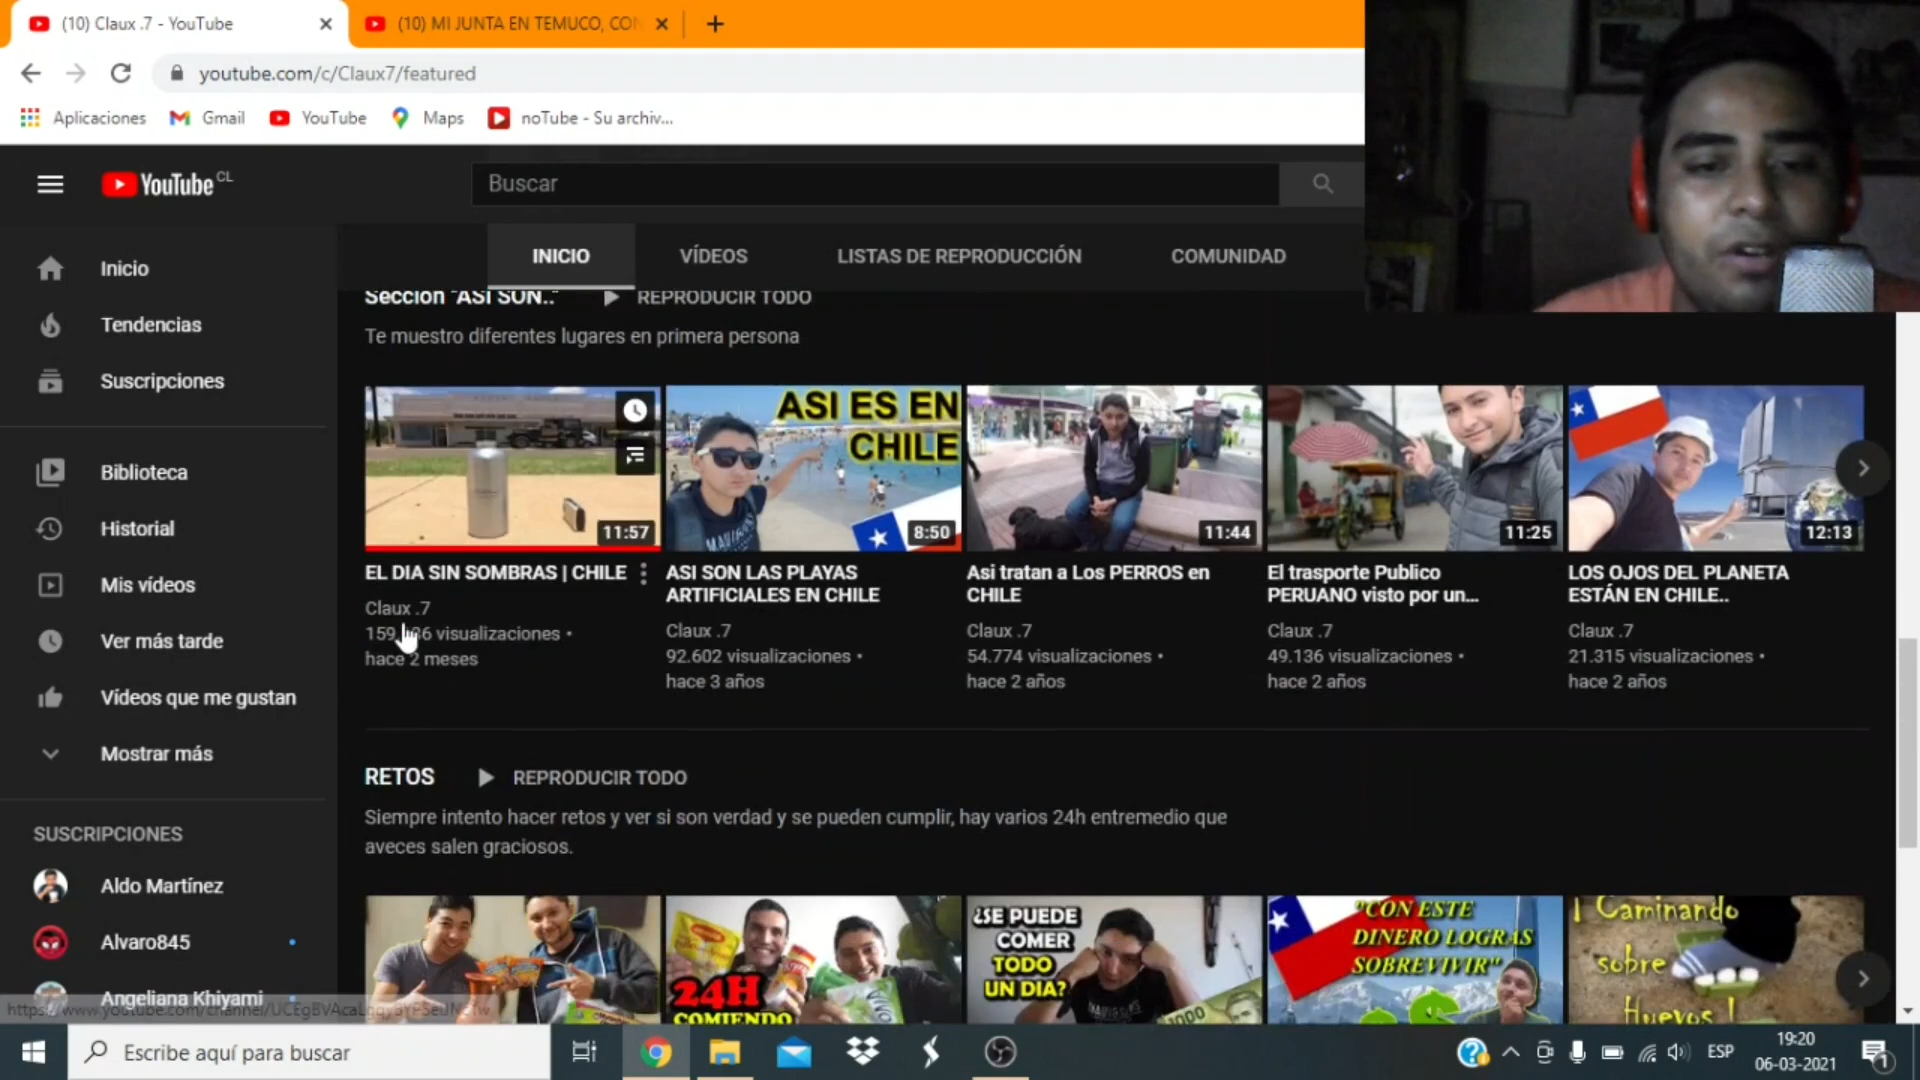 (10) Claux .7 - YouTube
(10) MI JUNTA EN TEMUCO, CON
youtube.com/c/Claux7/featured
Aplicaciones
Gmail
YouTube
Maps
noTube - Su archiv...
YouTube CL
Buscar
INICIO
VÍDEOS
LISTAS DE REPRODUCCIÓN
COMUNIDAD
Inicio
Tendencias
Suscripciones
Biblioteca
Historial
Mis vídeos
Ver más tarde
Vídeos que me gustan
Mostrar más
SUSCRIPCIONES
Aldo Martínez
Alvaro845
Angeliana Khiyami
Sección "ASI SON.."
REPRODUCIR TODO
Te muestro diferentes lugares en primera persona
11:57
ASI ES EN
CHILE
8:50
11:44
11:25
12:13
EL DIA SIN SOMBRAS | CHILE
Claux .7
visualizaciones •
hace 2 meses
ASI SON LAS PLAYAS
ARTIFICIALES EN CHILE
Claux .7
92.602 visualizaciones •
hace 3 años
Asi tratan a Los PERROS en
CHILE
Claux .7
54.774 visualizaciones •
hace 2 años
El trasporte Publico
PERUANO visto por un...
Claux .7
49.136 visualizaciones •
hace 2 años
LOS OJOS DEL PLANETA
ESTÁN EN CHILE..
Claux .7
21.315 visualizaciones •
hace 2 años
RETOS
REPRODUCIR TODO
Siempre intento hacer retos y ver si son verdad y se pueden cumplir, hay varios 24h entremedio que
aveces salen graciosos.
24H
COMIENDO
¿SE PUEDE
COMER
TODO
UN DIA?
"CON ESTE
DINERO LOGRAS
SOBREVIVIR"
¡ Caminando
sobre
Huevos !
Escribe aquí para buscar
ESP
19:20
06-03-2021
1